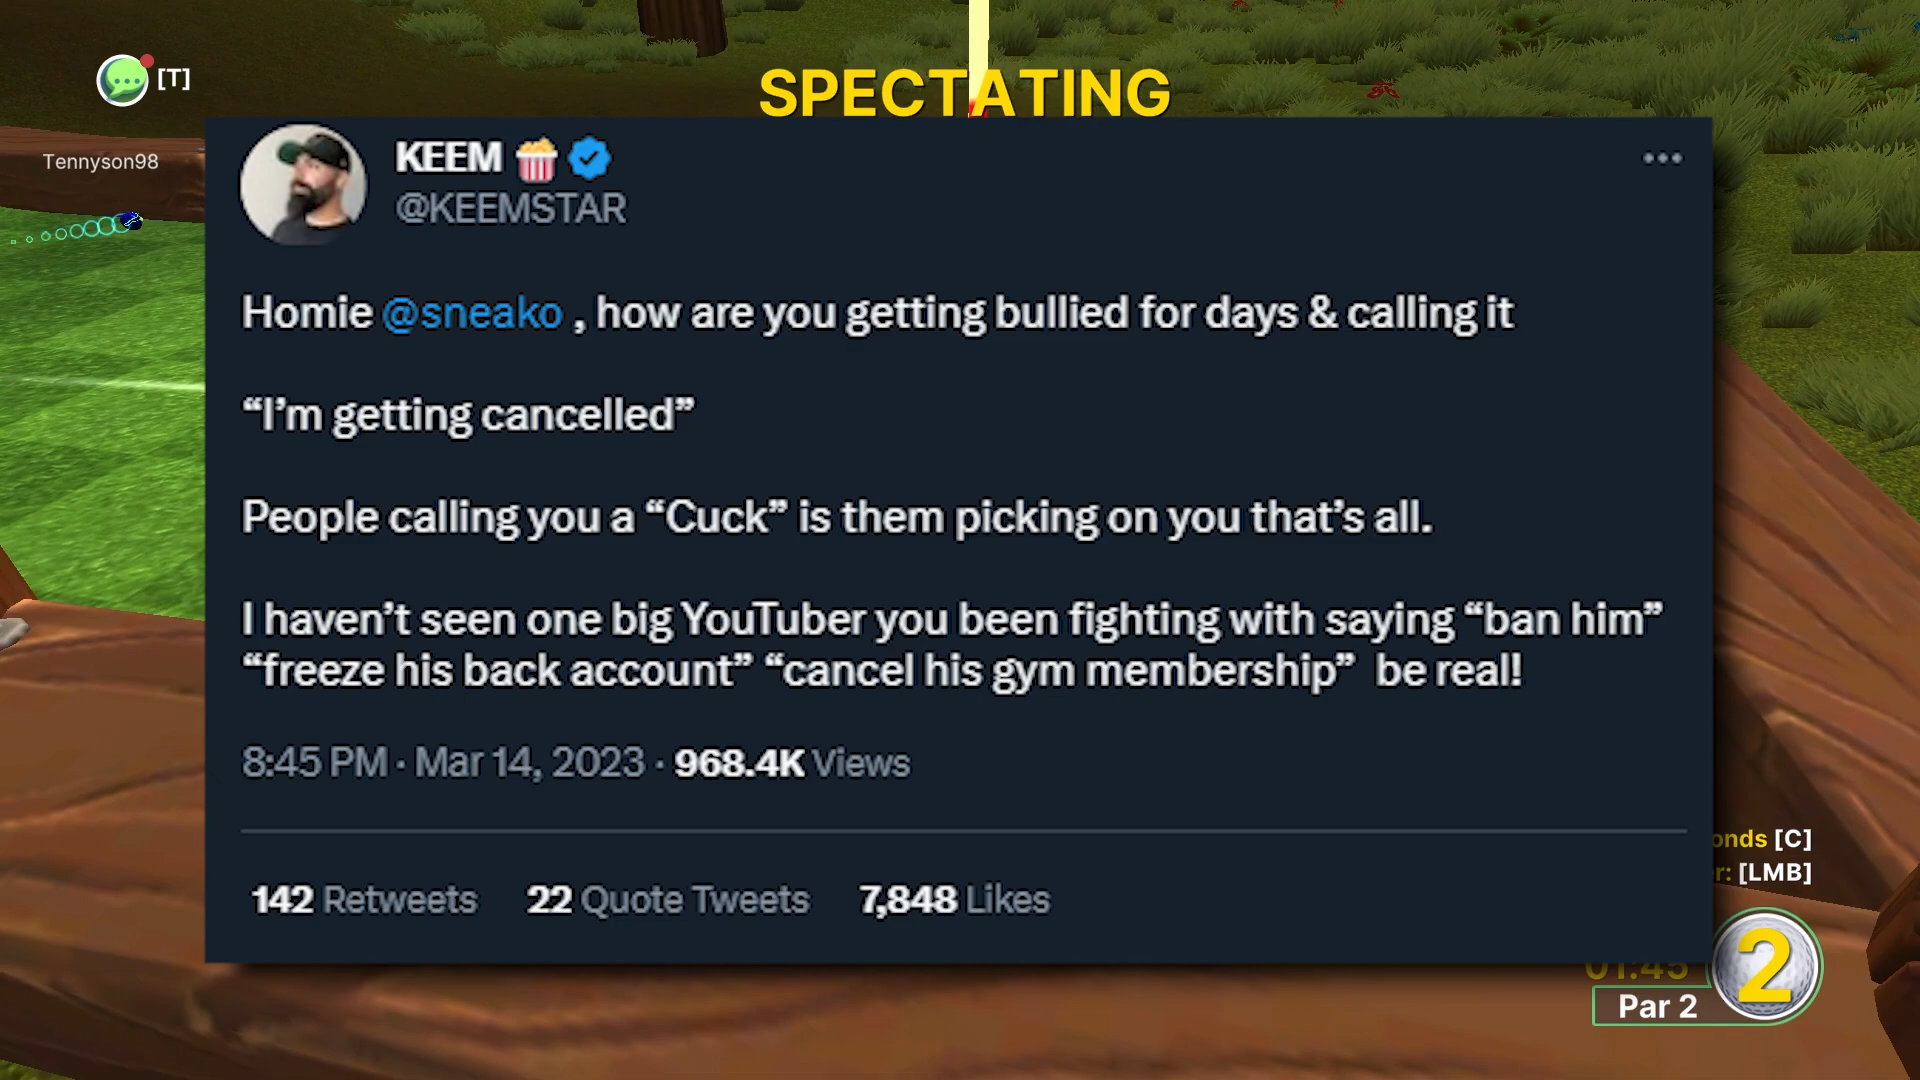 [T]
SPECTATING
Tennyson98
KEEM
@KEEMSTAR
Homie @sneako , how are you getting bullied for days & calling it
“I’m getting cancelled”
People calling you a “Cuck” is them picking on you that’s all.
I haven’t seen one big YouTuber you been fighting with saying “ban him”
“freeze his back account” “cancel his gym membership”  be real!
8:45 PM · Mar 14, 2023 · 968.4K Views
142 Retweets 22 Quote Tweets 7,848 Likes
[C]
[LMB]
01:45
Par 2
2